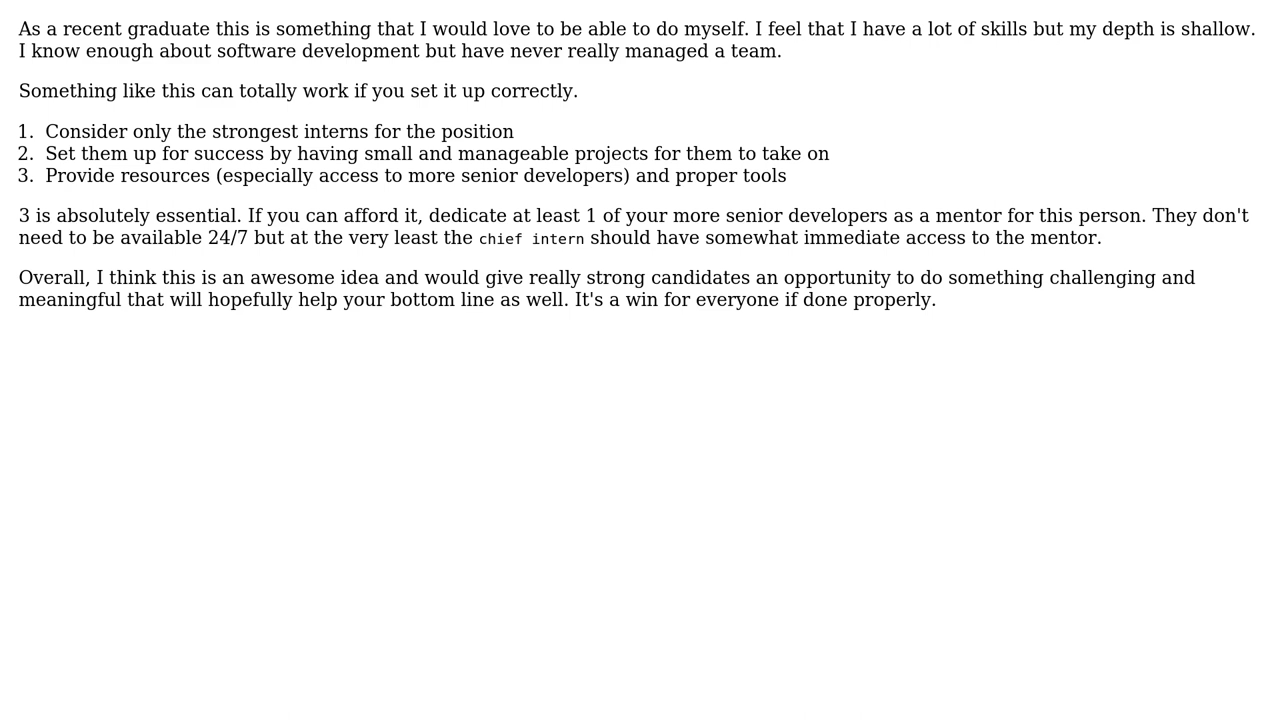 As a recent graduate this is something that I would love to be able to do myself. I feel that I have a lot of skills but my depth is shallow.
I know enough about software development but have never really managed a team.
Something like this can totally work if you set it up correctly.
1. Consider only the strongest interns for the position
2. Set them up for success by having small and manageable projects for them to take on
3. Provide resources (especially access to more senior developers) and proper tools
3 is absolutely essential. If you can afford it, dedicate at least 1 of your more senior developers as a mentor for this person. They don't
need to be available 24/7 but at the very least the chief intern should have somewhat immediate access to the mentor.
Overall, I think this is an awesome idea and would give really strong candidates an opportunity to do something challenging and
meaningful that will hopefully help your bottom line as well. It's a win for everyone if done properly.